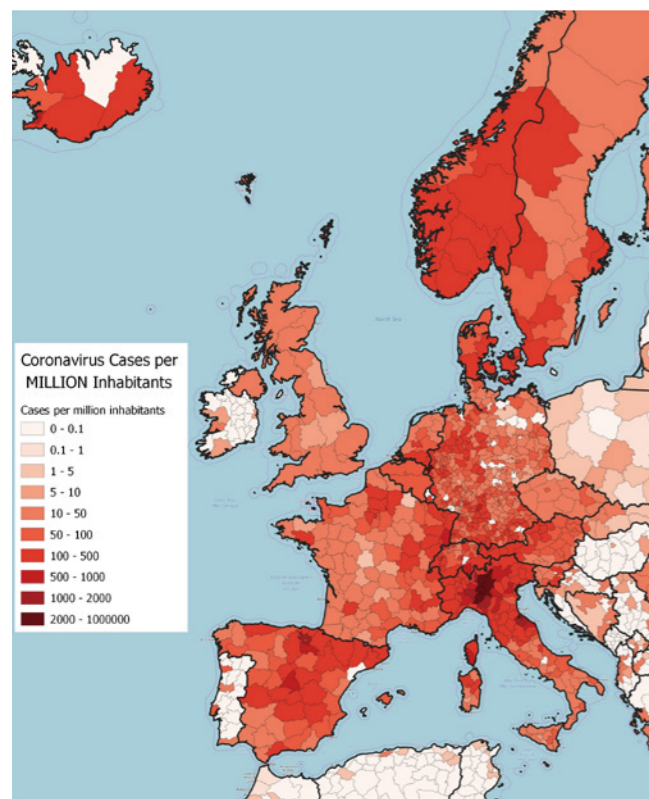 North Sea
Coronavirus Cases per
MILLION Inhabitants
Cases per million inhabitants
0 - 0.1
0.1 - 1
1 - 5
5 - 10
10 - 50
50 - 100
100 - 500
500 - 1000
1000 - 2000
2000 - 1000000